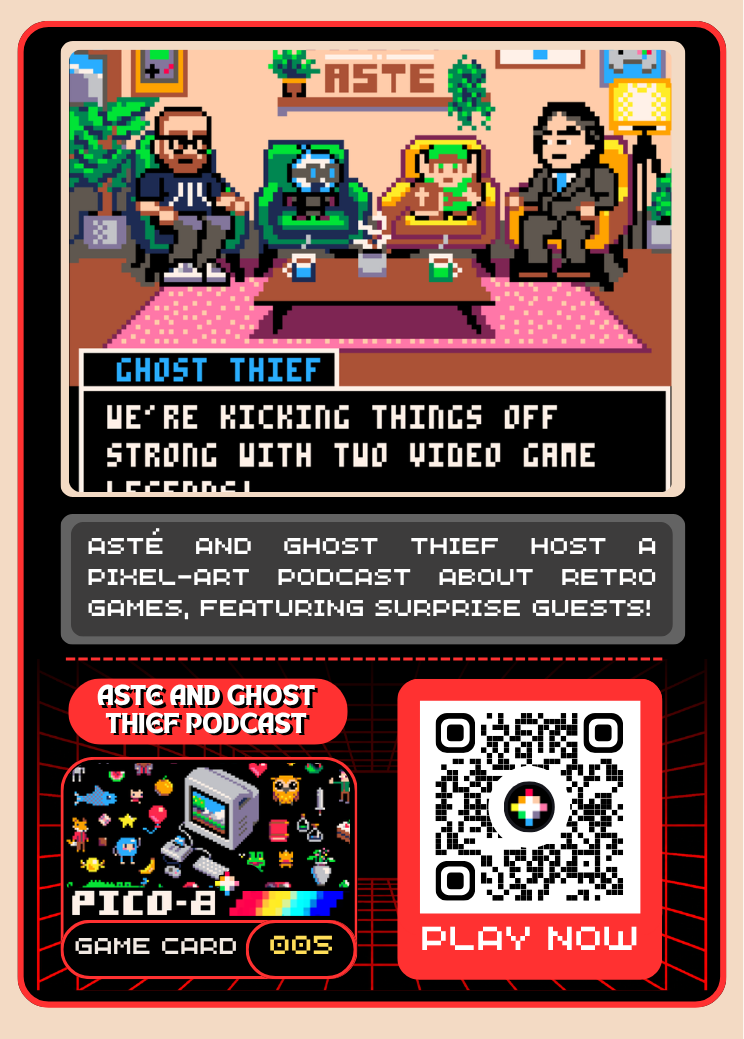 ASTE
GHOST THIEF
WE'RE KICKING THINGS OFF
STRONG WITH TWO VIDEO GAME
LEGENDS!
ASTÉ AND GHOST THIEF HOST A
PIXEL-ART PODCAST ABOUT RETRO
GAMES, FEATURING SURPRISE GUESTS!
ASTE AND GHOST
THIEF PODCAST
PICO-8
GAME CARD 005
PLAY NOW